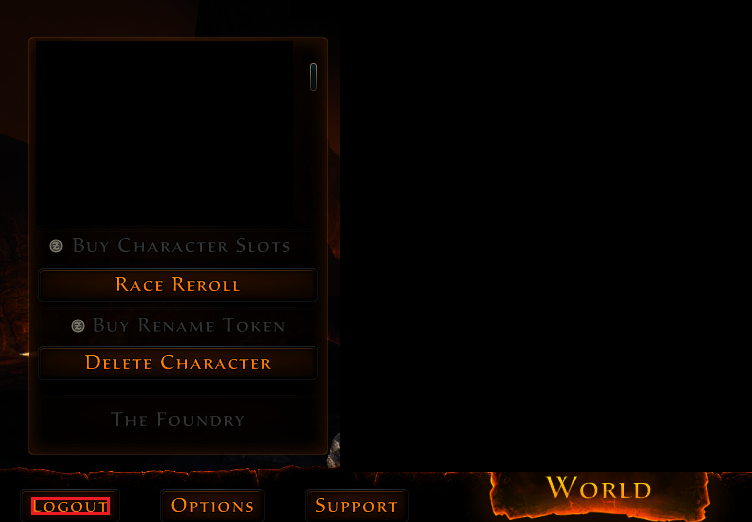 Buy Character Slots
Race Reroll
Buy Rename Token
Delete Character
The Foundry
Logout
Options
Support
World